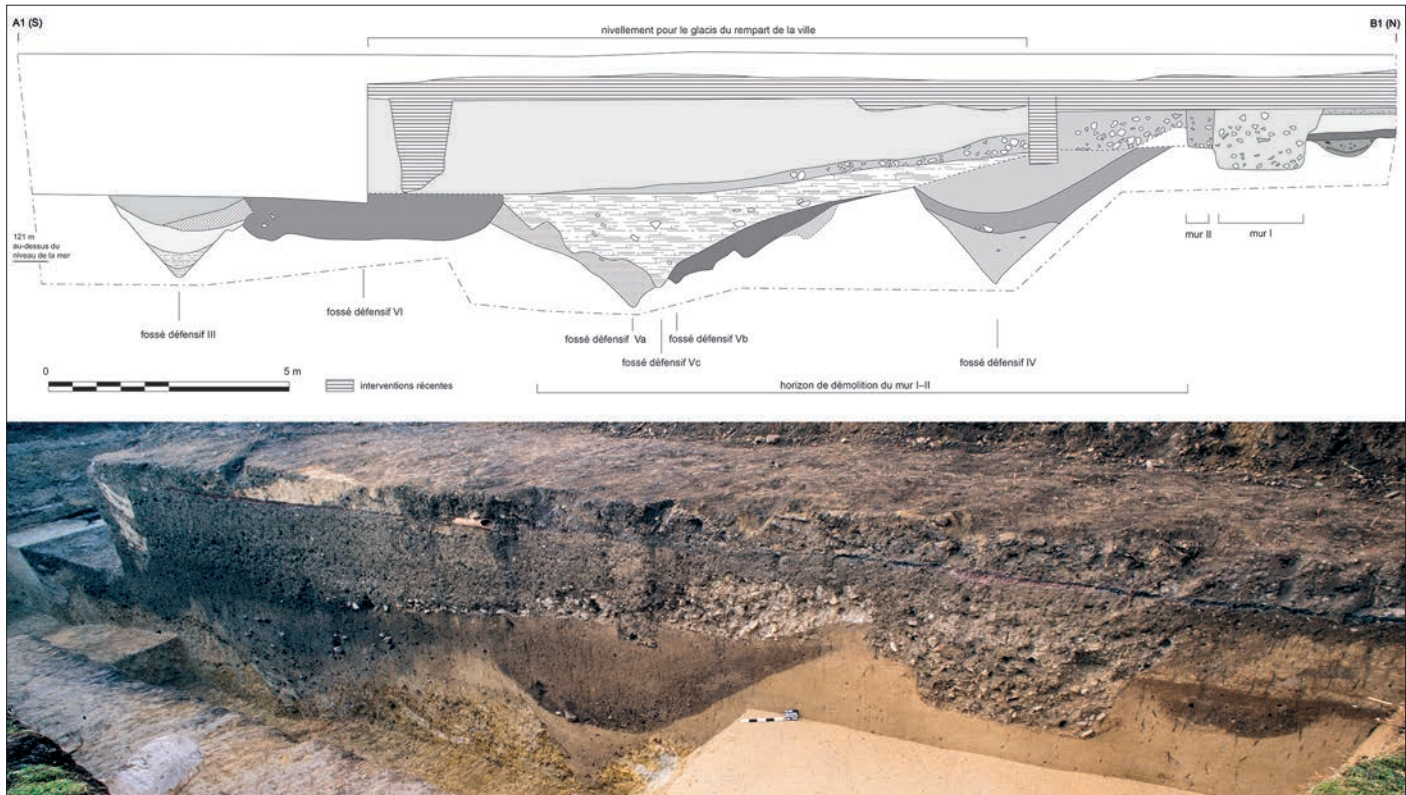 A1 (S)
B1 (N)
nivellement pour le glacis du rempart de la ville
121 m
au-dessus du
niveau de la mer
mur II
mur I
fossé défensif III
fossé défensif VI
fossé défensif Va
fossé défensif Vb
fossé défensif Vc
fossé défensif IV
0
5 m
interventions récentes
horizon de démolition du mur I–II